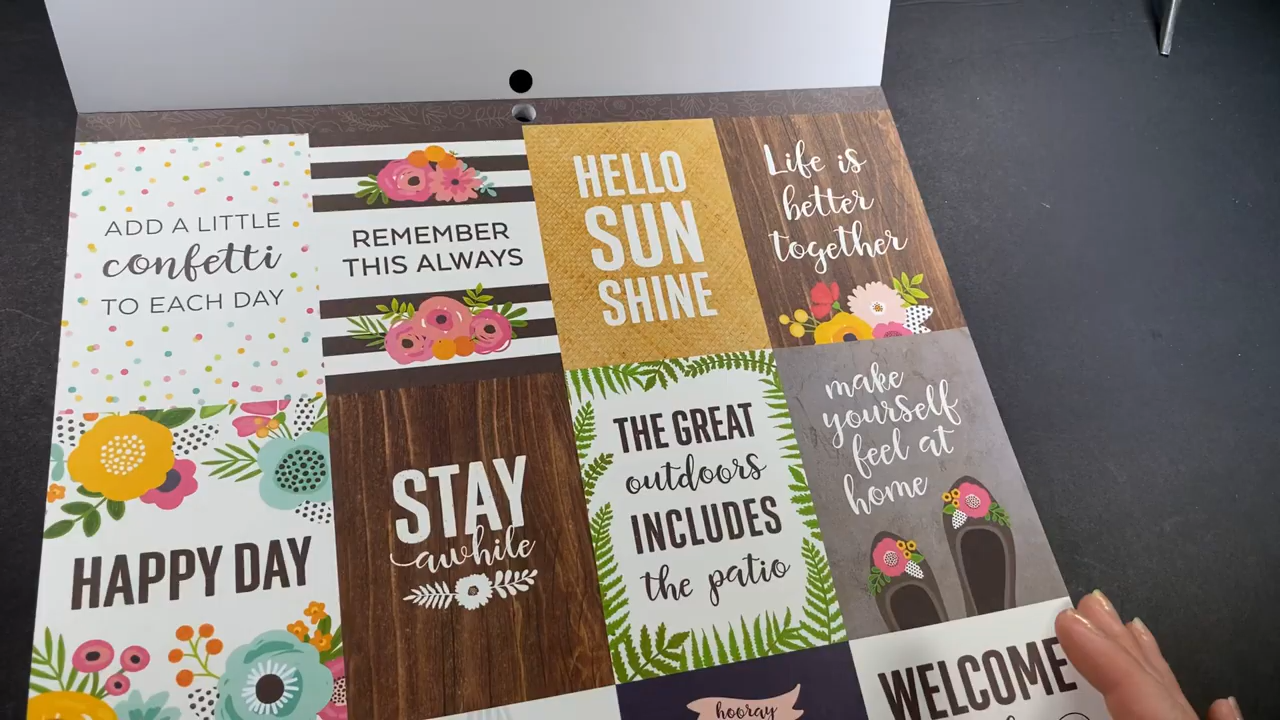 ADD A LITTLE
confetti
TO EACH DAY
REMEMBER
THIS ALWAYS
HELLO
SUN
SHINE
Life is
better
together
HAPPY DAY
STAY
awhile
THE GREAT
outdoors
INCLUDES
the patio
make
yourself
feel at
home
hooray
WELCOME